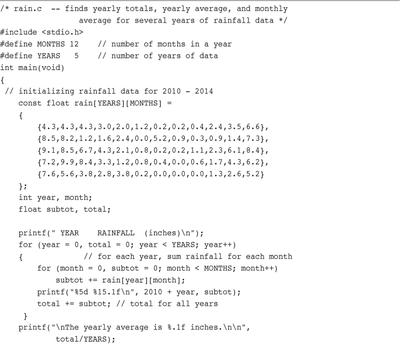 /* rain.c  -- finds yearly totals, yearly average, and monthly
              average for several years of rainfall data */
#include <stdio.h>
#define MONTHS 12    // number of months in a year
#define YEARS   5    // number of years of data
int main(void)
{
 // initializing rainfall data for 2010 - 2014
    const float rain[YEARS][MONTHS] =
    {
        {4.3,4.3,4.3,3.0,2.0,1.2,0.2,0.2,0.4,2.4,3.5,6.6},
        {8.5,8.2,1.2,1.6,2.4,0.0,5.2,0.9,0.3,0.9,1.4,7.3},
        {9.1,8.5,6.7,4.3,2.1,0.8,0.2,0.2,1.1,2.3,6.1,8.4},
        {7.2,9.9,8.4,3.3,1.2,0.8,0.4,0.0,0.6,1.7,4.3,6.2},
        {7.6,5.6,3.8,2.8,3.8,0.2,0.0,0.0,0.0,1.3,2.6,5.2}
    };
    int year, month;
    float subtot, total;

    printf(" YEAR    RAINFALL  (inches)\n");
    for (year = 0, total = 0; year < YEARS; year++)
    {             // for each year, sum rainfall for each month
        for (month = 0, subtot = 0; month < MONTHS; month++)
            subtot += rain[year][month];
        printf("%5d %15.1f\n", 2010 + year, subtot);
        total += subtot; // total for all years
     }
    printf("\nThe yearly average is %.1f inches.\n\n",
            total/YEARS);